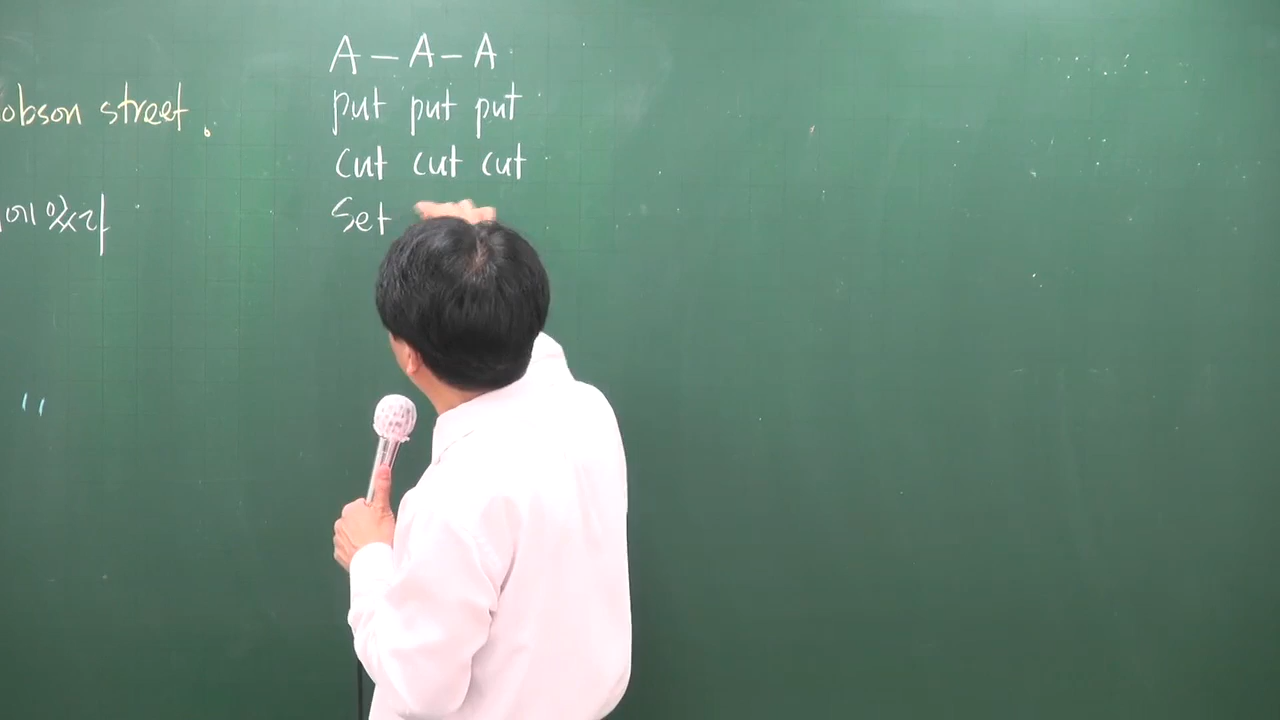 A - A - A
obson street.
put put put
cut cut cut
에 있다
Set